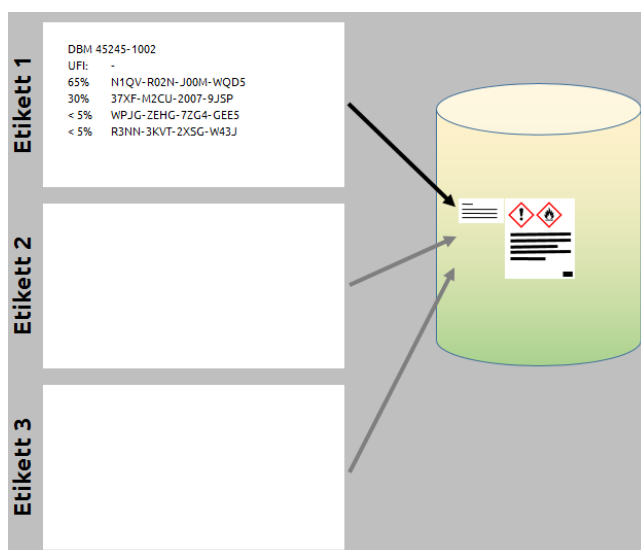 Etikett 1
DBM 45245-1002
UFI: -
65% N1QV-R02N-J00M-WQD5
30% 37XF-M2CU-2007-9JSP
< 5% WPJG-ZEHG-7ZG4-GEE5
< 5% R3NN-3KVT-2XSG-W43J
Etikett 2
Etikett 3